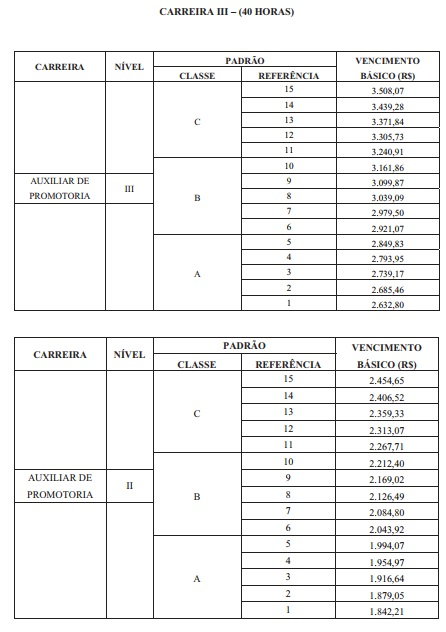 CARREIRA III – (40 HORAS)
CARREIRA NÍVEL PADRÃO VENCIMENTO BÁSICO (R$)
CLASSE REFERÊNCIA
15 3.508,07
14 3.439,28
C 13 3.371,84
12 3.305,73
11 3.240,91
10 3.161,86
AUXILIAR DE PROMOTORIA III 9 3.099,87
B 8 3.039,09
7 2.979,50
6 2.921,07
5 2.849,83
4 2.793,95
A 3 2.739,17
2 2.685,46
1 2.632,80
CARREIRA NÍVEL PADRÃO VENCIMENTO BÁSICO (R$)
CLASSE REFERÊNCIA
15 2.454,65
14 2.406,52
C 13 2.359,33
12 2.313,07
11 2.267,71
10 2.212,40
AUXILIAR DE PROMOTORIA II 9 2.169,02
B 8 2.126,49
7 2.084,80
6 2.043,92
5 1.994,07
4 1.954,97
A 3 1.916,64
2 1.879,05
1 1.842,21